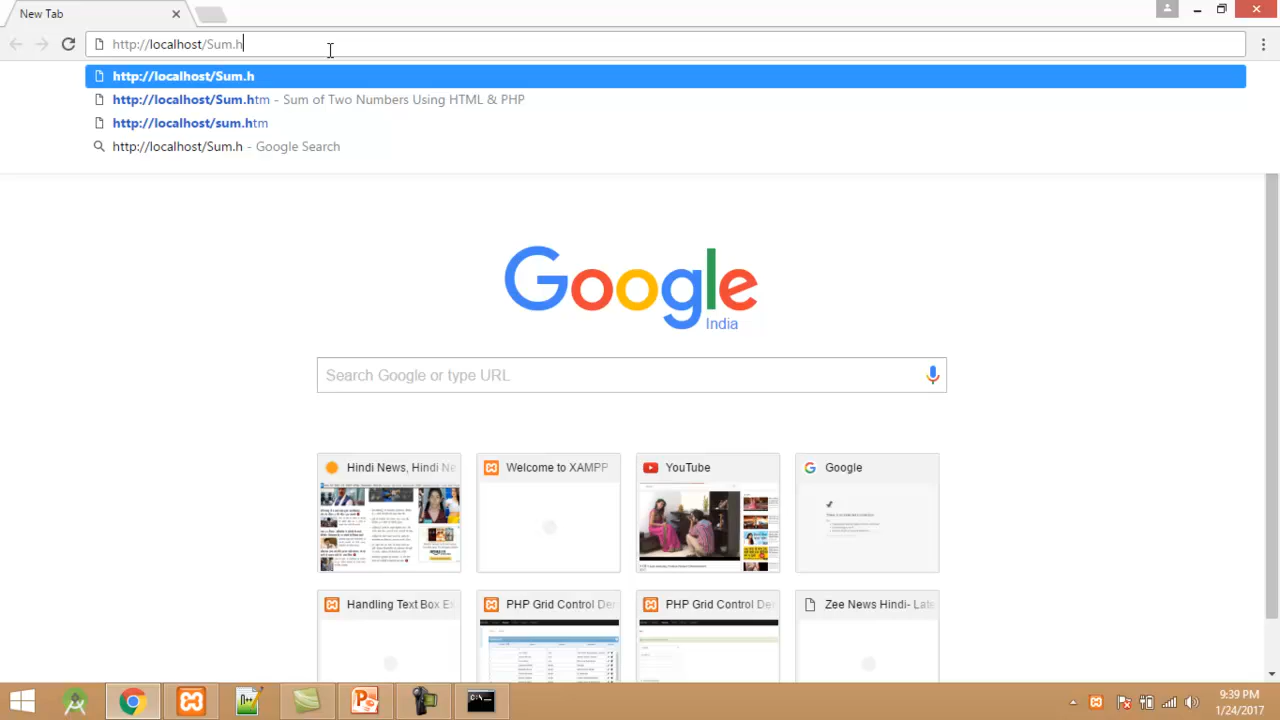 New Tab
http://localhost/Sum.h
http://localhost/Sum.h
http://localhost/Sum.htm - Sum of Two Numbers Using HTML & PHP
http://localhost/sum.htm
http://localhost/Sum.h - Google Search
Google
India
Search Google or type URL
Hindi News, Hindi Ne
Welcome to XAMPP
YouTube
Google
Handling Text Box Ex
PHP Grid Control De
PHP Grid Control De
Zee News Hindi- Late
9:39 PM
1/24/2017